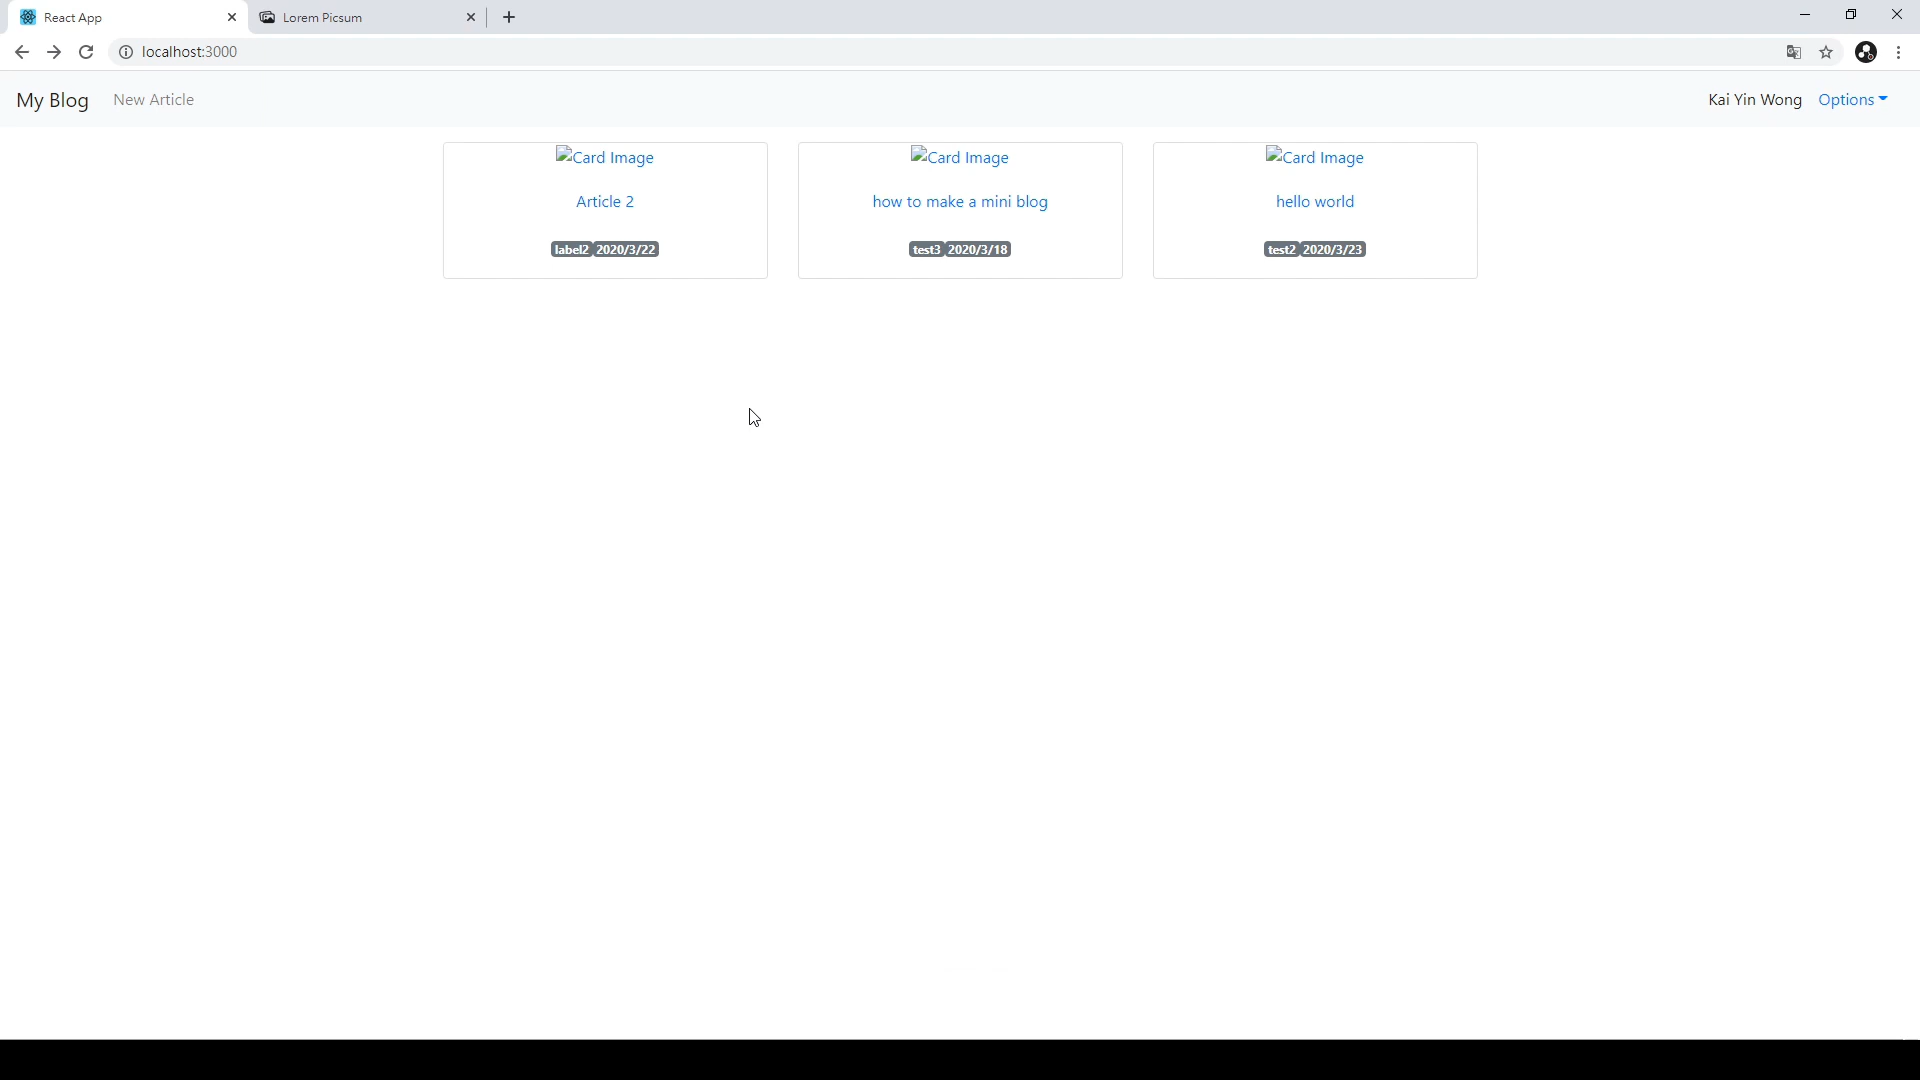 React App
Lorem Picsum
localhost:3000
My Blog New Article Kai Yin Wong Options
Card Image Card Image Card Image
Article 2 how to make a mini blog hello world
label2 2020/3/22 test3 2020/3/18 test2 2020/3/23